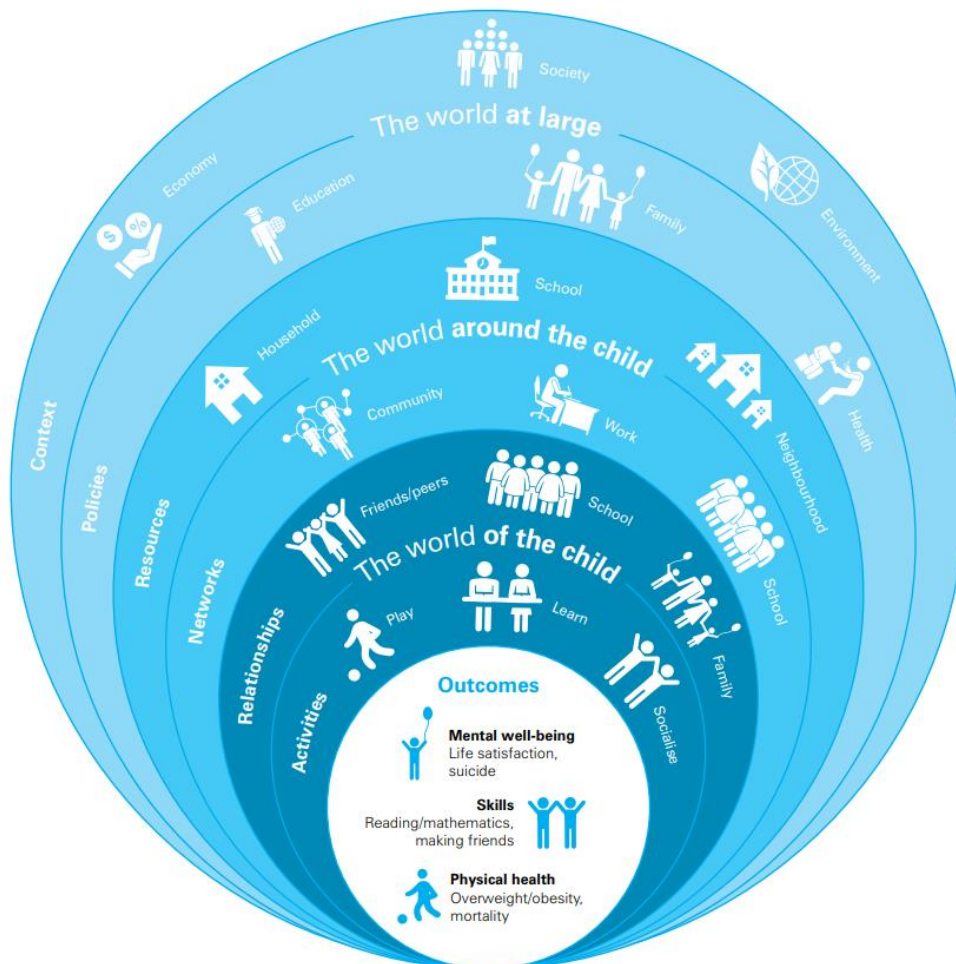 Society
The world at large
Economy
Education
Family
Environment
School
Household
The world around the child
Community
Work
Neighbourhood
Health
Context
Policies
Resources
Networks
Friends/peers
School
The world of the child
School
Relationships
Play
Learn
Family
Activities
Socialise
Outcomes
Mental well-being
Life satisfaction,
suicide
Skills
Reading/mathematics,
making friends
Physical health
Overweight/obesity,
mortality
$
%